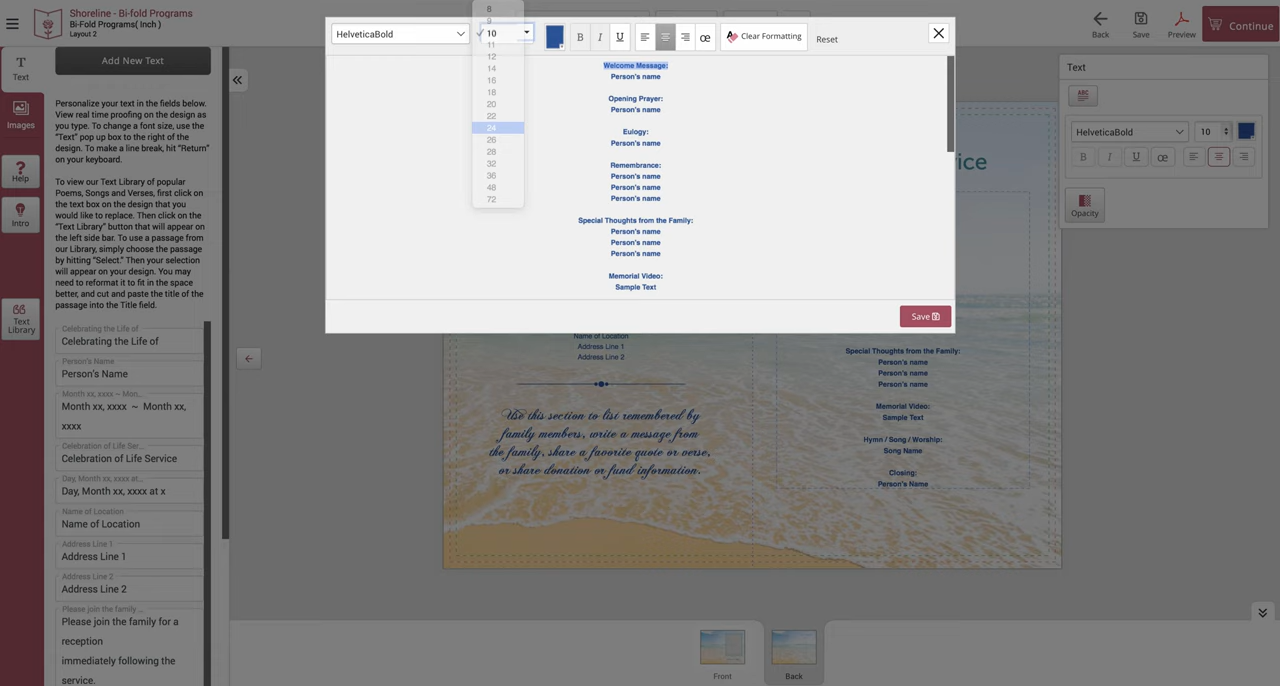 Shoreline - Bi-fold Programs
Bi-Fold Programs( Inch )
Layout 2
Back
Save
Preview
Continue
Text
Images
Help
Intro
Text
Library
Add New Text
Personalize your text in the fields below.
View real time proofing on the design as
you type. To change a font size, use the
"Text" pop up box to the right of the
design. To make a line break, hit "Return"
on your keyboard.
To view our Text Library of popular
Poems, Songs and Verses, first click on
the text box on the design that you
would like to replace. Then click on the
"Text Library" button that will appear on
the left side bar. To use a passage from
our Library, simply choose the passage
by hitting "Select." Then your selection
will appear on your design. You may
need to reformat it to fit in the space
better, and cut and paste the title of the
passage into the Title field.
Celebrating the Life of
Celebrating the Life of
Person's Name
Person's Name
Month xx, xxxx ~ Mon...
Month xx, xxxx ~ Month xx,
xxxx
Celebration of Life Ser...
Celebration of Life Service
Day, Month xx, xxxx at...
Day, Month xx, xxxx at x
Name of Location
Name of Location
Address Line 1
Address Line 1
Address Line 2
Address Line 2
Please join the family ...
Please join the family for a
reception
immediately following the
service.
HelveticaBold
8
9
10
11
12
14
16
18
20
22
24
26
28
32
36
48
72
B
I
U
œ
Clear Formatting
Reset
Welcome Message:
Person's name
Opening Prayer:
Person's name
Eulogy:
Person's name
Remembrance:
Person's name
Person's name
Person's name
Special Thoughts from the Family:
Person's name
Person's name
Person's name
Memorial Video:
Sample Text
Save
Name of Location
Address Line 1
Address Line 2
Use this section to list remembered by
family members, write a message from
the family, share a favorite quote or verse,
or share donation or fund information.
Special Thoughts from the Family:
Person's name
Person's name
Person's name
Memorial Video:
Sample Text
Hymn / Song / Worship:
Song Name
Closing:
Person's Name
Text
ABC
HelveticaBold
10
B
I
U
œ
Opacity
Front
Back